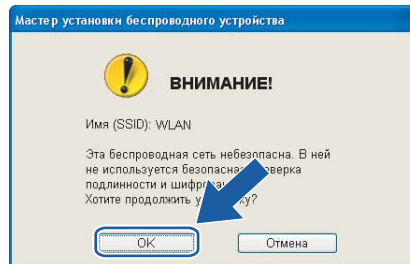 Мастер установки беспроводного устройства
ВНИМАНИЕ!
Имя (SSID): WLAN
Эта беспроводная сеть небезопасна. В ней
не используется безопасная
подлинности и
Хотите продолжить
OK
Отмена